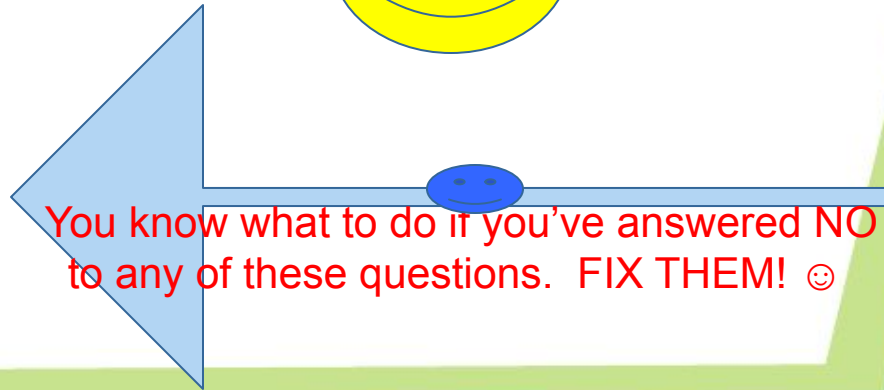 You know what to do if you’ve answered NO
to any of these questions.  FIX THEM! ☺